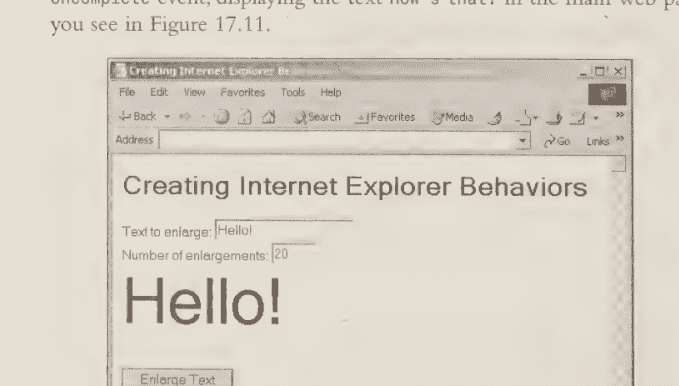 event, displaying the text How's that! in the main web
you see in Figure 17.11.
Creating Internet Explorer Be
File Edit View Favorites Tools Help
Back Search Favorites Media »
Address Go Links »
Creating Internet Explorer Behaviors
Text to enlarge: Hello!
Number of enlargements: 20
Hello!
Enlarge Text